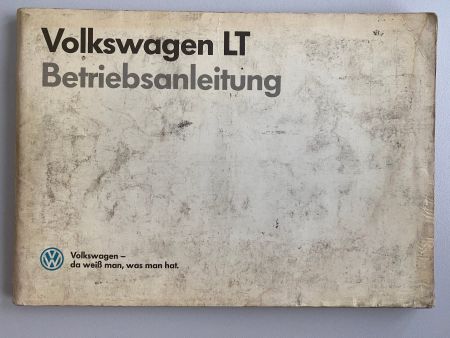 Volkswagen LT
Betriebsanleitung
Volkswagen –
da weiß man, was man hat.